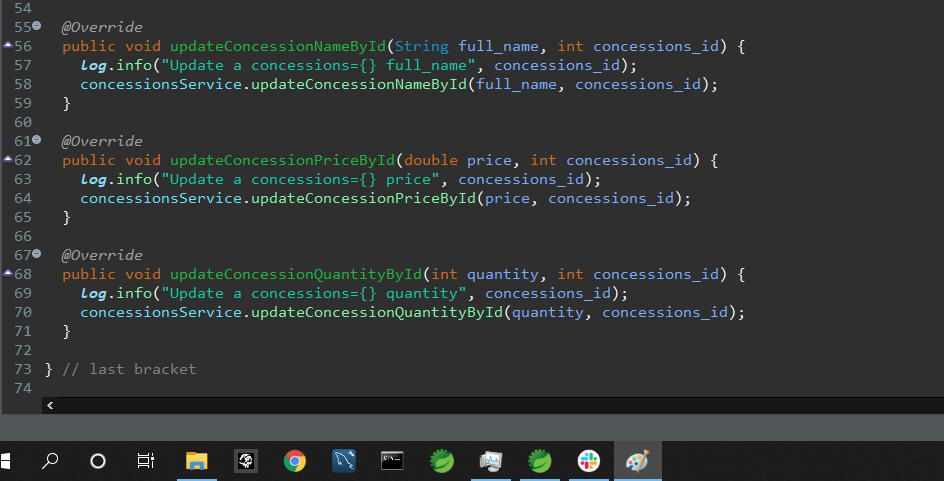 54
55 @Override
56 public void updateConcessionNameById(String full_name, int concessions_id) {
57 log.info("Update a concessions={} full_name", concessions_id);
58 concessionsService.updateConcessionNameById(full_name, concessions_id);
59 }
60
61 @Override
62 public void updateConcessionPriceById(double price, int concessions_id) {
63 log.info("Update a concessions={} price", concessions_id);
64 concessionsService.updateConcessionPriceById(price, concessions_id);
65 }
66
67 @Override
68 public void updateConcessionQuantityById(int quantity, int concessions_id) {
69 log.info("Update a concessions={} quantity", concessions_id);
70 concessionsService.updateConcessionQuantityById(quantity, concessions_id);
71 }
72
73 } // last bracket
74